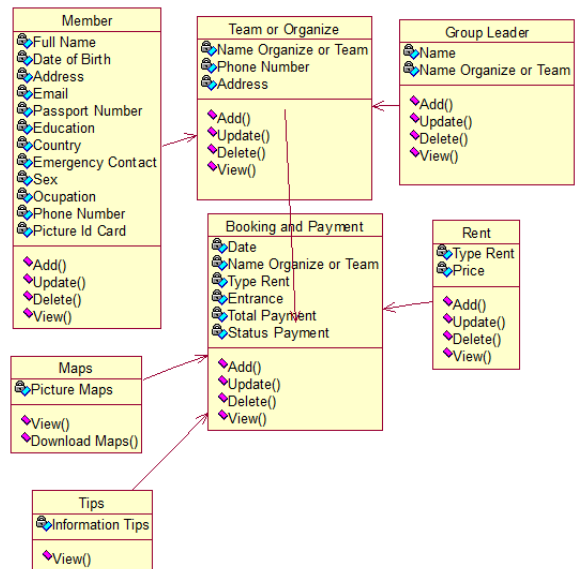 Member
Full Name
Date of Birth
Address
Email
Passport Number
Education
Country
Emergency Contact
Sex
Ocupation
Phone Number
Picture Id Card
Add()
Update()
Delete()
View()
Team or Organize
Name Organize or Team
Phone Number
Address
Add()
Update()
Delete()
View()
Group Leader
Name
Name Organize or Team
Add()
Update()
Delete()
View()
Booking and Payment
Date
Name Organize or Team
Type Rent
Entrance
Total Payment
Status Payment
Add()
Update()
Delete()
View()
Rent
Type Rent
Price
Add()
Update()
Delete()
View()
Maps
Picture Maps
View()
Download Maps()
Tips
Information Tips
View()